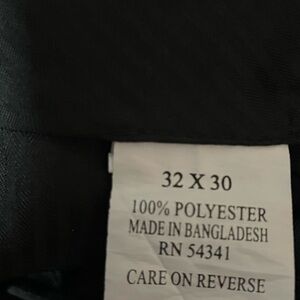 32 X 30
100% POLYESTER
MADE IN BANGLADESH
RN 54341
CARE ON REVERSE